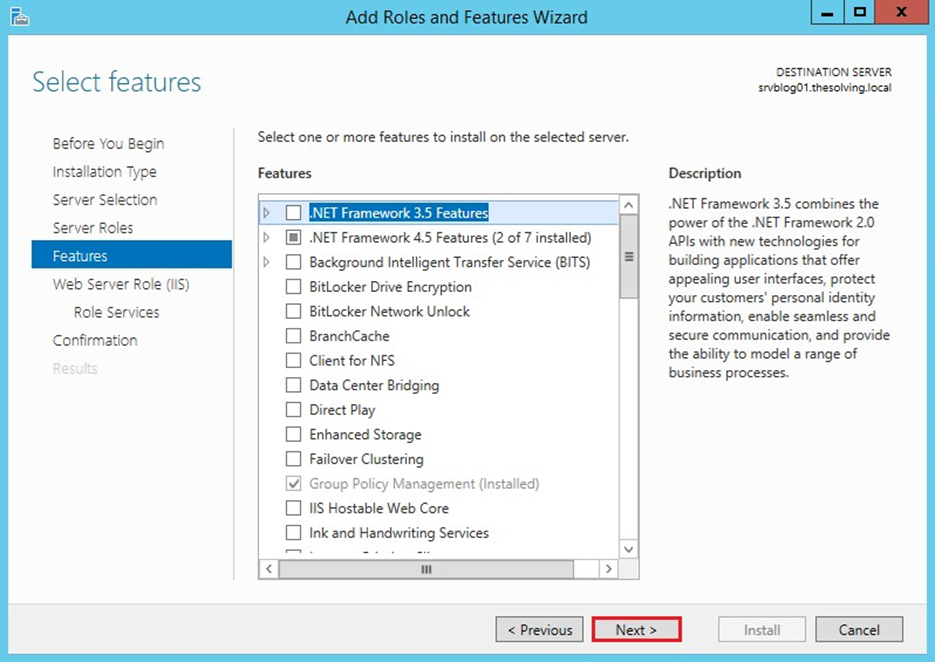 Add Roles and Features Wizard
Select features
DESTINATION SERVER
srvblog01.thesolving.local
Before You Begin
Installation Type
Server Selection
Server Roles
Features
Web Server Role (IIS)
Role Services
Confirmation
Results
Select one or more features to install on the selected server.
Features
.NET Framework 3.5 Features
.NET Framework 4.5 Features (2 of 7 installed)
Background Intelligent Transfer Service (BITS)
BitLocker Drive Encryption
BitLocker Network Unlock
BranchCache
Client for NFS
Data Center Bridging
Direct Play
Enhanced Storage
Failover Clustering
Group Policy Management (Installed)
IIS Hostable Web Core
Ink and Handwriting Services
Description
.NET Framework 3.5 combines the
power of the .NET Framework 2.0
APIs with new technologies for
building applications that offer
appealing user interfaces, protect
your customers' personal identity
information, enable seamless and
secure communication, and provide
the ability to model a range of
business processes.
< Previous
Next >
Install
Cancel